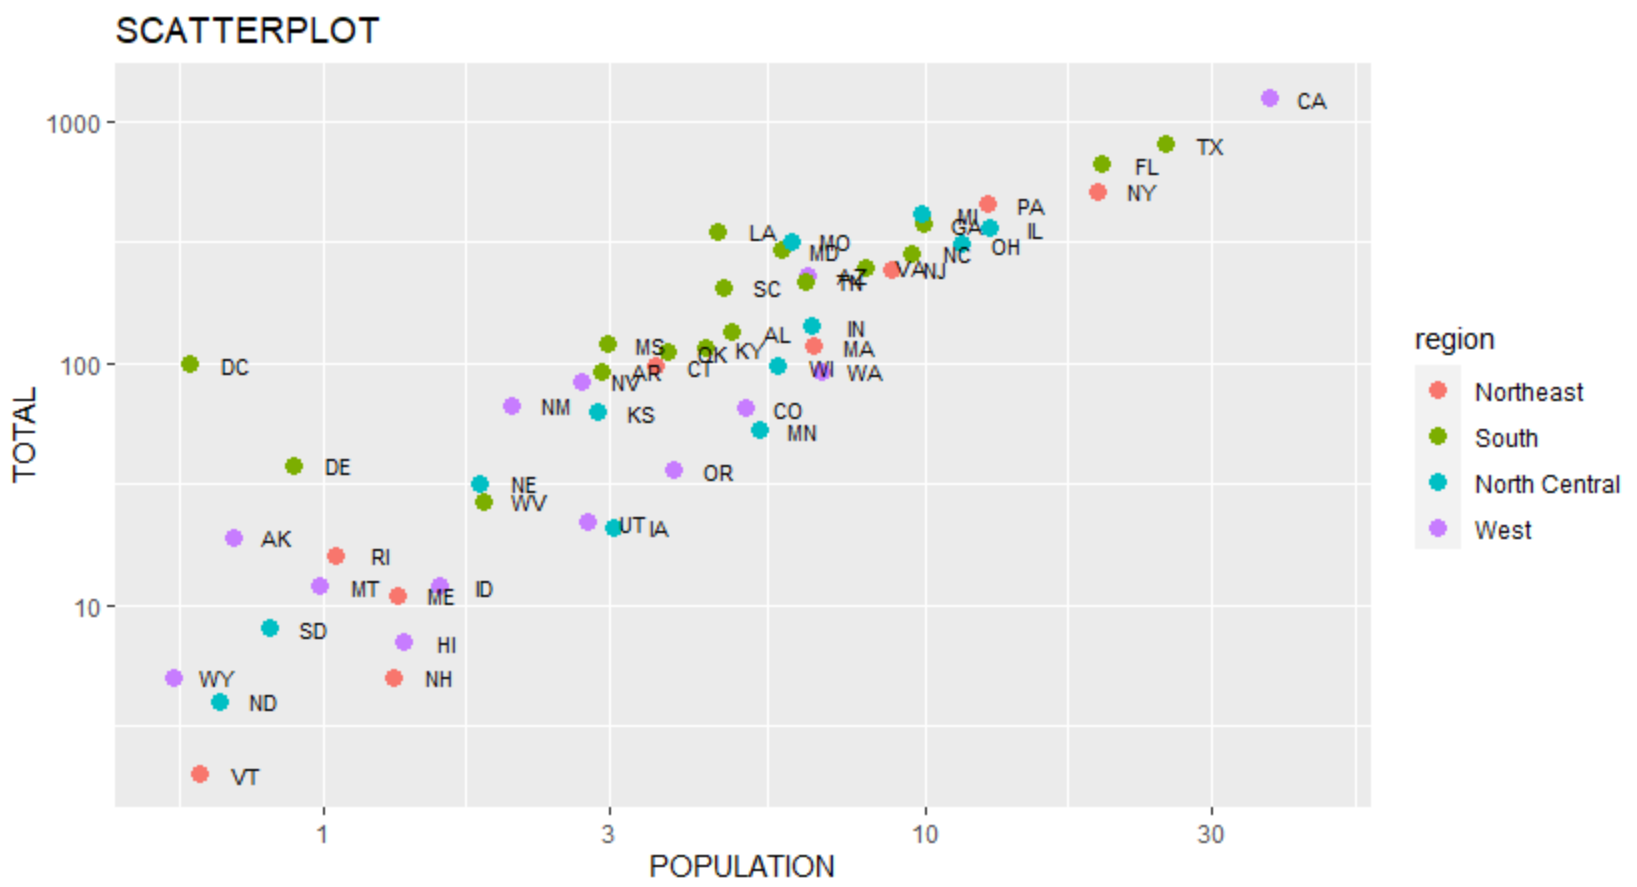 SCATTERPLOT
CA
1000
TX
FL
NY
PA
MI
GA
IL
LA
MO
OH
MD
NC
AZ
VA
NJ
TN
SC
IN
AL
MS
KY
MA
OK
100
DC
CT
WI
WA
AR
NV
NM
KS
CO
MN
DE
OR
NE
WV
UT
IA
AK
RI
MT
ID
ME
10
SD
HI
WY
NH
ND
VT
TOTAL
1
3
10
30
POPULATION
region
Northeast
South
North Central
West